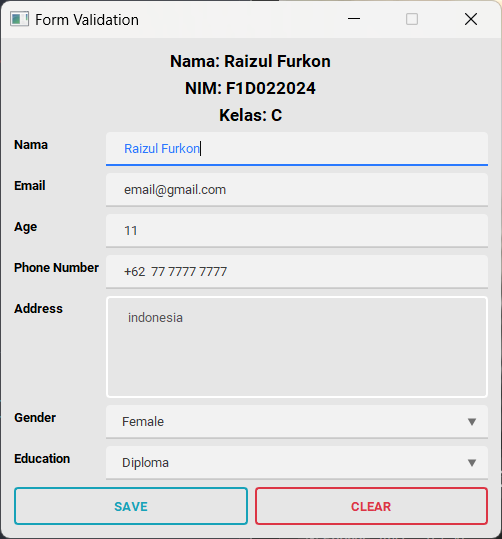 Form Validation
Nama: Raizul Furkon
NIM: F1D022024
Kelas: C
Nama Raizul Furkon
Email email@gmail.com
Age 11
Phone Number +62 77 7777 7777
Address indonesia
Gender Female
Education Diploma
SAVE CLEAR